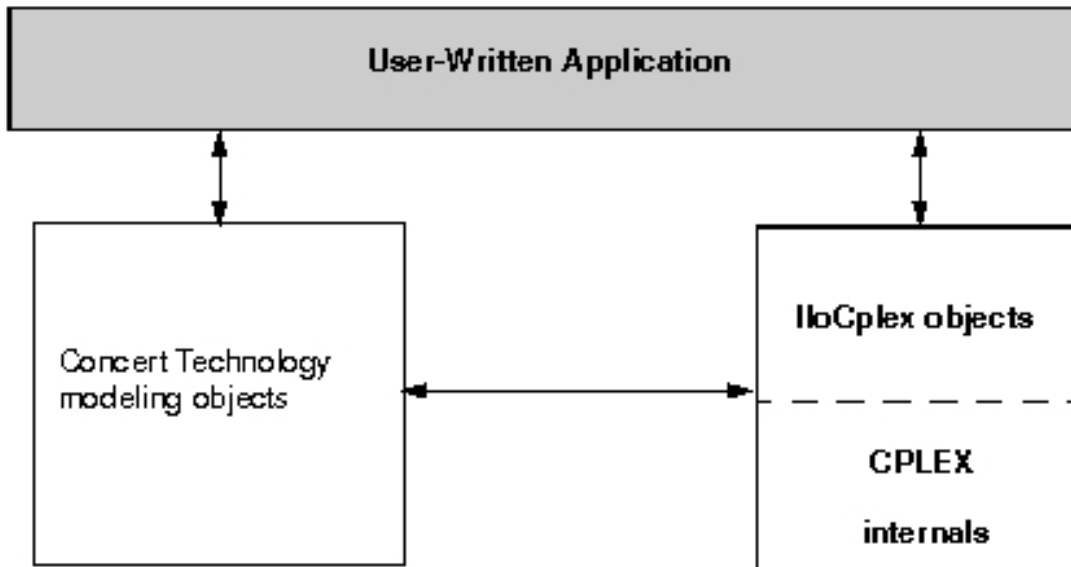 User-Written Application
Concert Technology
modeling objects
IloCplex objects
CPLEX
internals